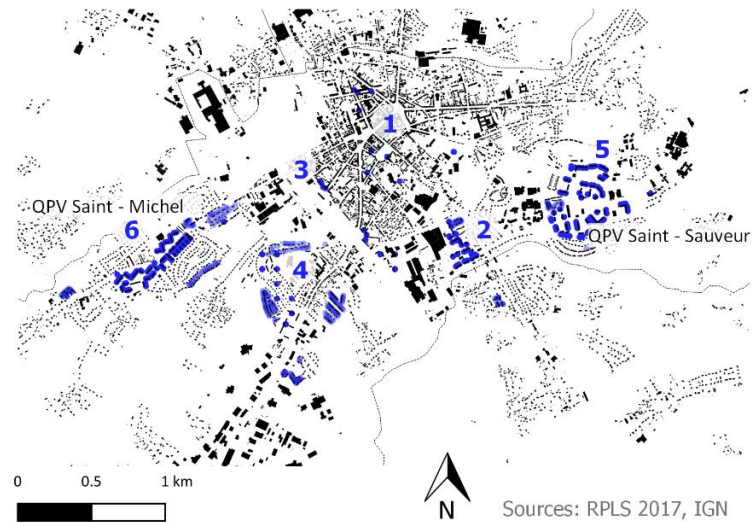 1
5
3
QPV Saint - Michel
6
2
QPV Saint - Sauveur
4
0 0.5 1 km
N
Sources: RPLS 2017, IGN